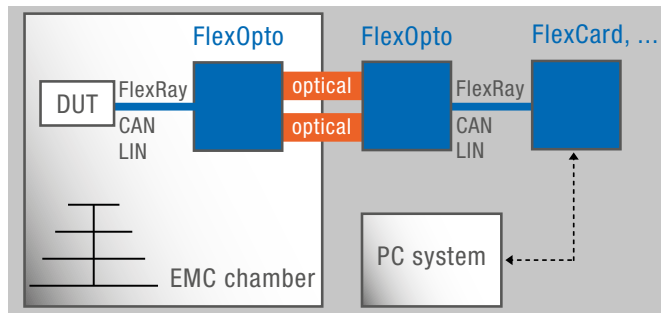 FlexOpto
FlexOpto
FlexCard, ...
DUT
FlexRay
CAN
LIN
optical
optical
FlexRay
CAN
LIN
EMC chamber
PC system